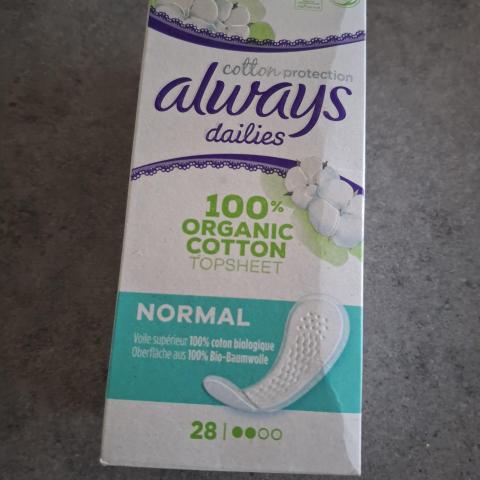 cotton protection
always
dailies
100%
ORGANIC
COTTON
TOPSHEET
NORMAL
Voile supérieur 100% coton biologique
Oberfläche aus 100% Bio-Baumwolle
28